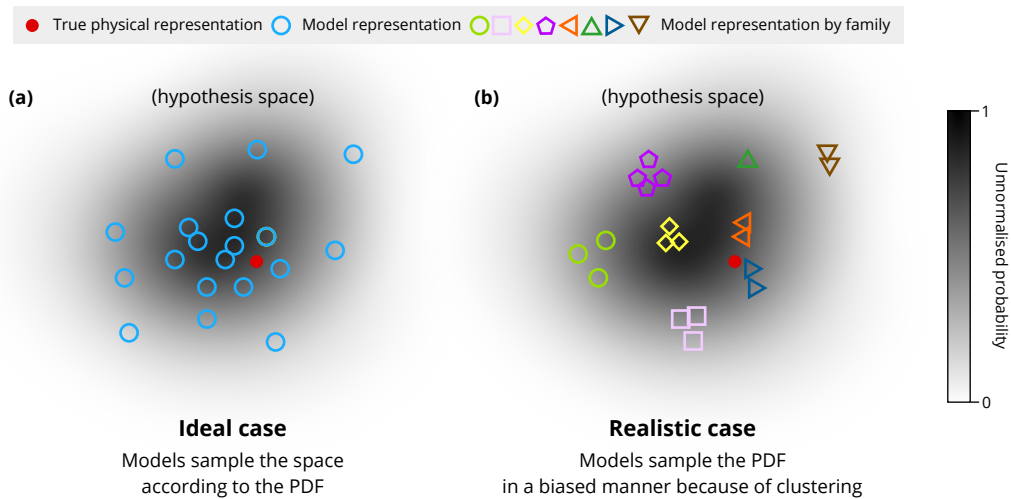 True physical representation Model representation Model representation by family
(a) (hypothesis space)
(b) (hypothesis space)
1
Unnormalised probability
0
Ideal case
Models sample the space
according to the PDF
Realistic case
Models sample the PDF
in a biased manner because of clustering